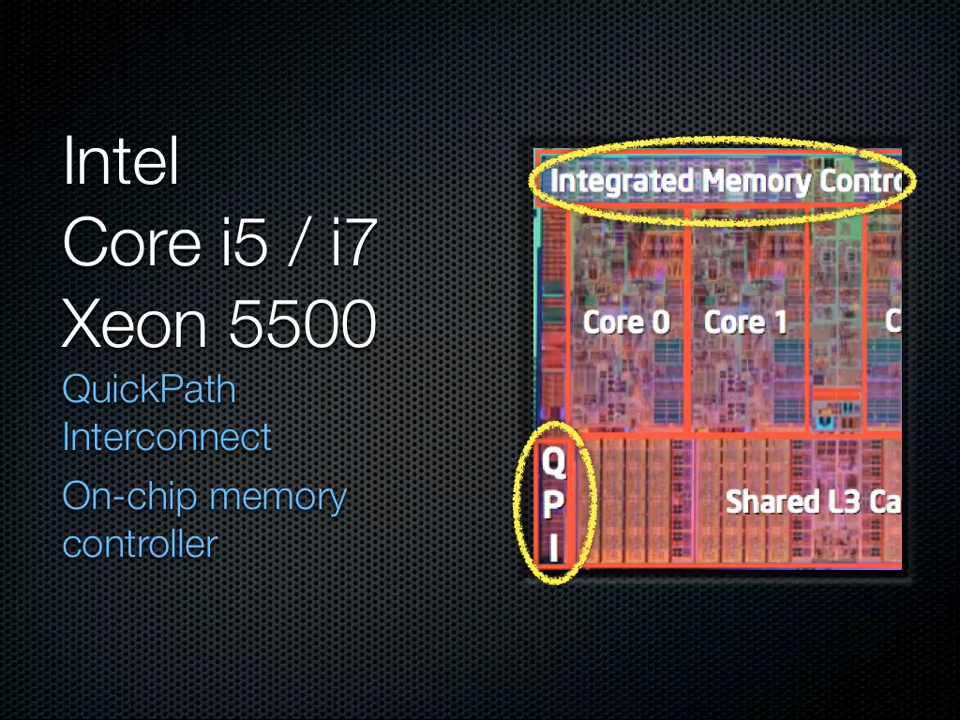 Intel
Core i5 / i7
Xeon 5500
QuickPath
Interconnect
On-chip memory
controller
Integrated Memory Contro
Core 0
Core 1
C
Q
P
I
Shared L3 Ca